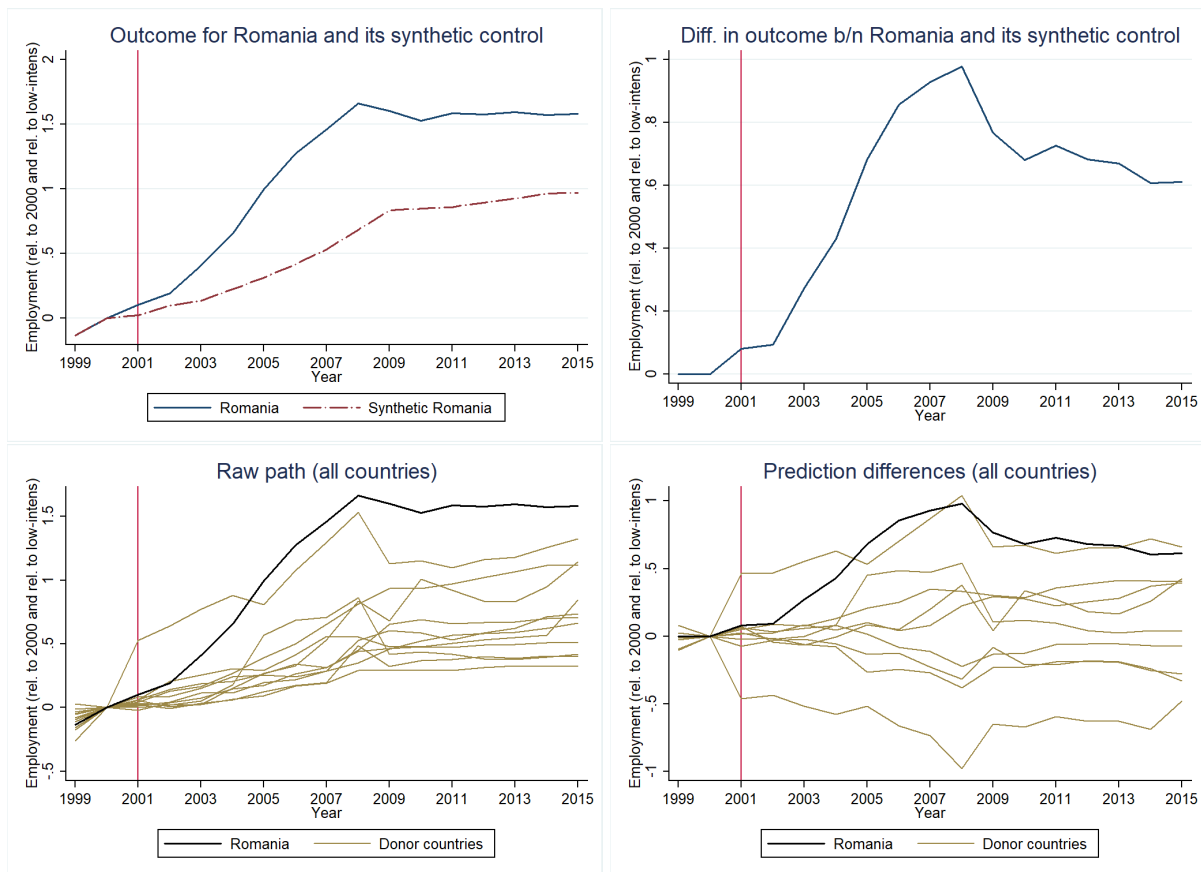 Outcome for Romania and its synthetic control
Employment (rel. to 2000 and rel. to low-intens)
2
1.5
1
.5
0
1999 2001 2003 2005 2007 2009 2011 2013 2015
Year
Romania Synthetic Romania
Diff. in outcome b/n Romania and its synthetic control
Employment (rel. to 2000 and rel. to low-intens)
1
.8
.6
.4
.2
0
1999 2001 2003 2005 2007 2009 2011 2013 2015
Year
Romania
Raw path (all countries)
Employment (rel. to 2000 and rel. to low-intens)
1.5
1
.5
0
-.5
1999 2001 2003 2005 2007 2009 2011 2013 2015
Year
Romania Donor countries
Prediction differences (all countries)
Employment (rel. to 2000 and rel. to low-intens)
1
.5
0
-.5
-1
1999 2001 2003 2005 2007 2009 2011 2013 2015
Year
Romania Donor countries